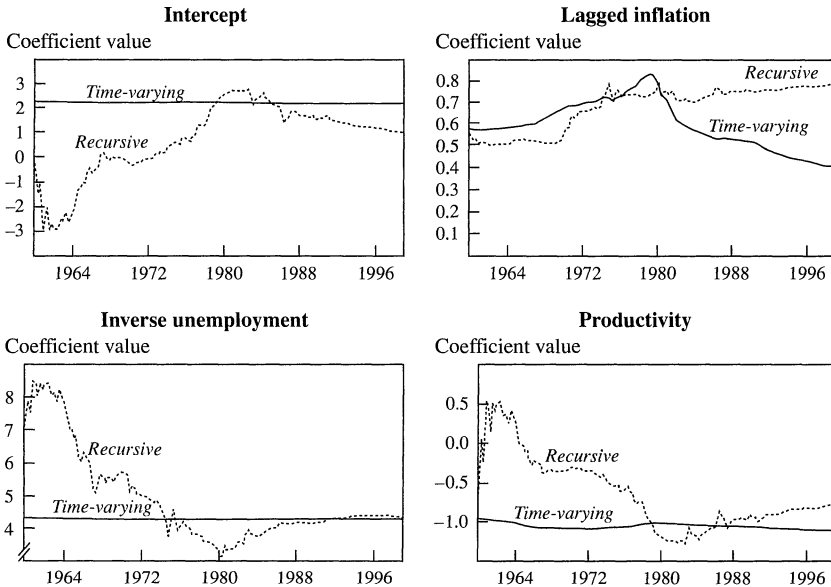 Intercept
Coefficient value
3
2
1
0
–1
–2
–3
Time-varying
Recursive
1964 1972 1980 1988 1996
Lagged inflation
Coefficient value
0.8
0.7
0.6
0.5
0.4
0.3
0.2
0.1
Recursive
Time-varying
1964 1972 1980 1988 1996
Inverse unemployment
Coefficient value
8
7
6
5
4
Recursive
Time-varying
1964 1972 1980 1988 1996
Productivity
Coefficient value
0.5
0.0
–0.5
–1.0
Recursive
Time-varying
1964 1972 1980 1988 1996